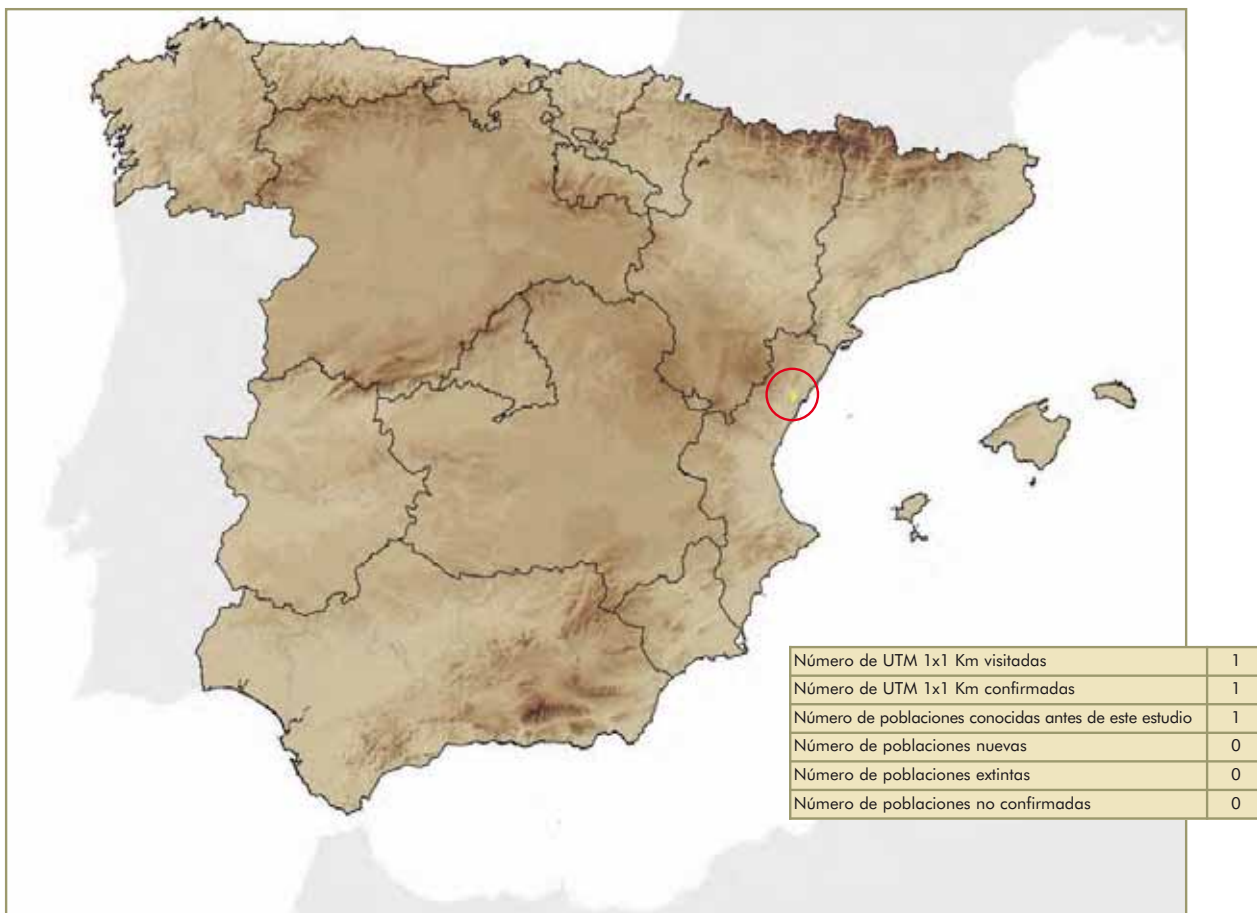 Número de UTM 1x1 Km visitadas 1
Número de UTM 1x1 Km confirmadas 1
Número de poblaciones conocidas antes de este estudio 1
Número de poblaciones nuevas 0
Número de poblaciones extintas 0
Número de poblaciones no confirmadas 0